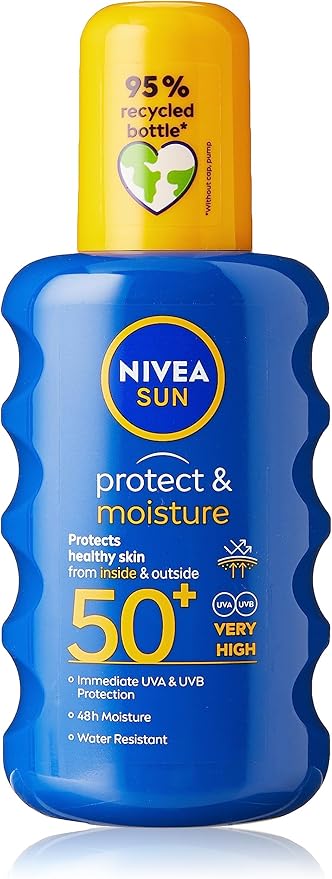 95%
recycled
bottle*
*Without cap, pump
NIVEA
SUN
protect &
moisture
Protects
healthy skin
from inside & outside
50+
UVA UVB
VERY
HIGH
Immediate UVA & UVB
Protection
48h Moisture
Water Resistant